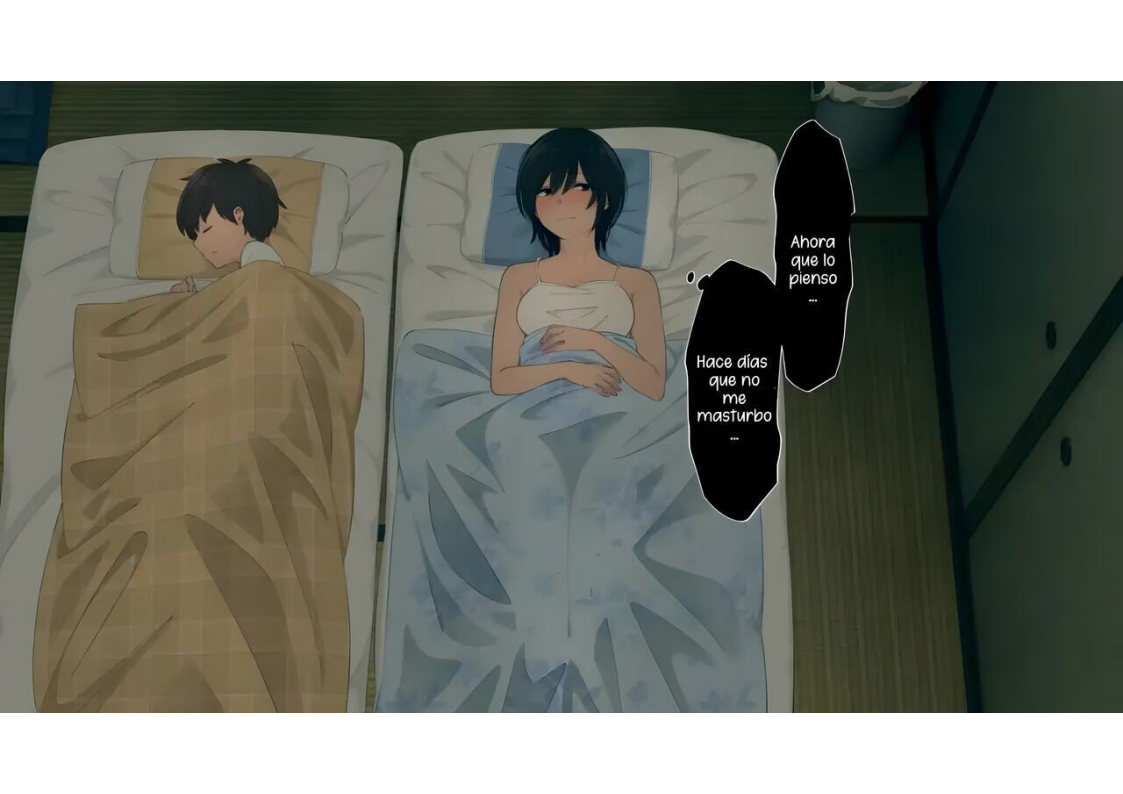 Ahora
que lo
pienso
...
Hace días
que no
me
masturbo
...